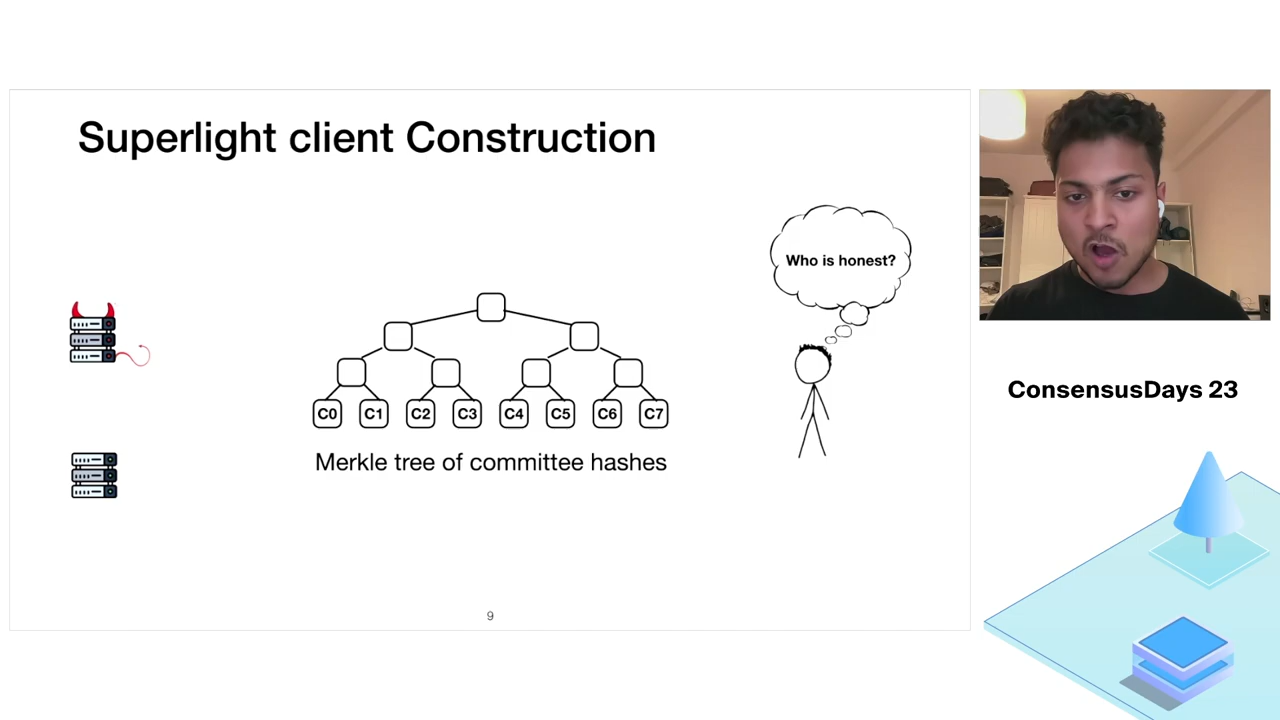 Superlight client Construction
Who is honest?
C0 C1 C2 C3 C4 C5 C6 C7
Merkle tree of committee hashes
9
ConsensusDays 23